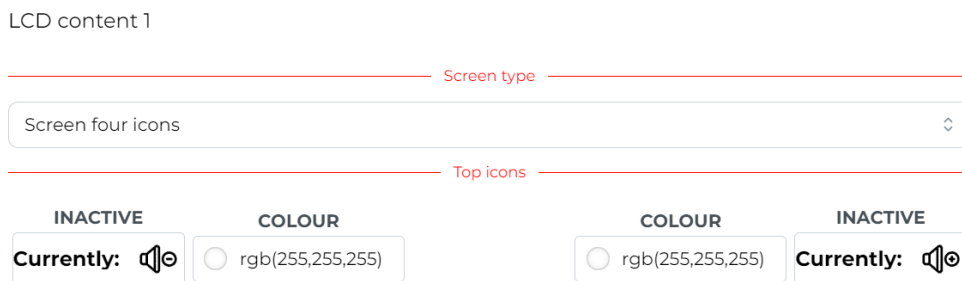 LCD content 1
Screen type
Screen four icons
Top icons
INACTIVE COLOUR COLOUR INACTIVE
Currently: rgb(255,255,255) rgb(255,255,255) Currently: